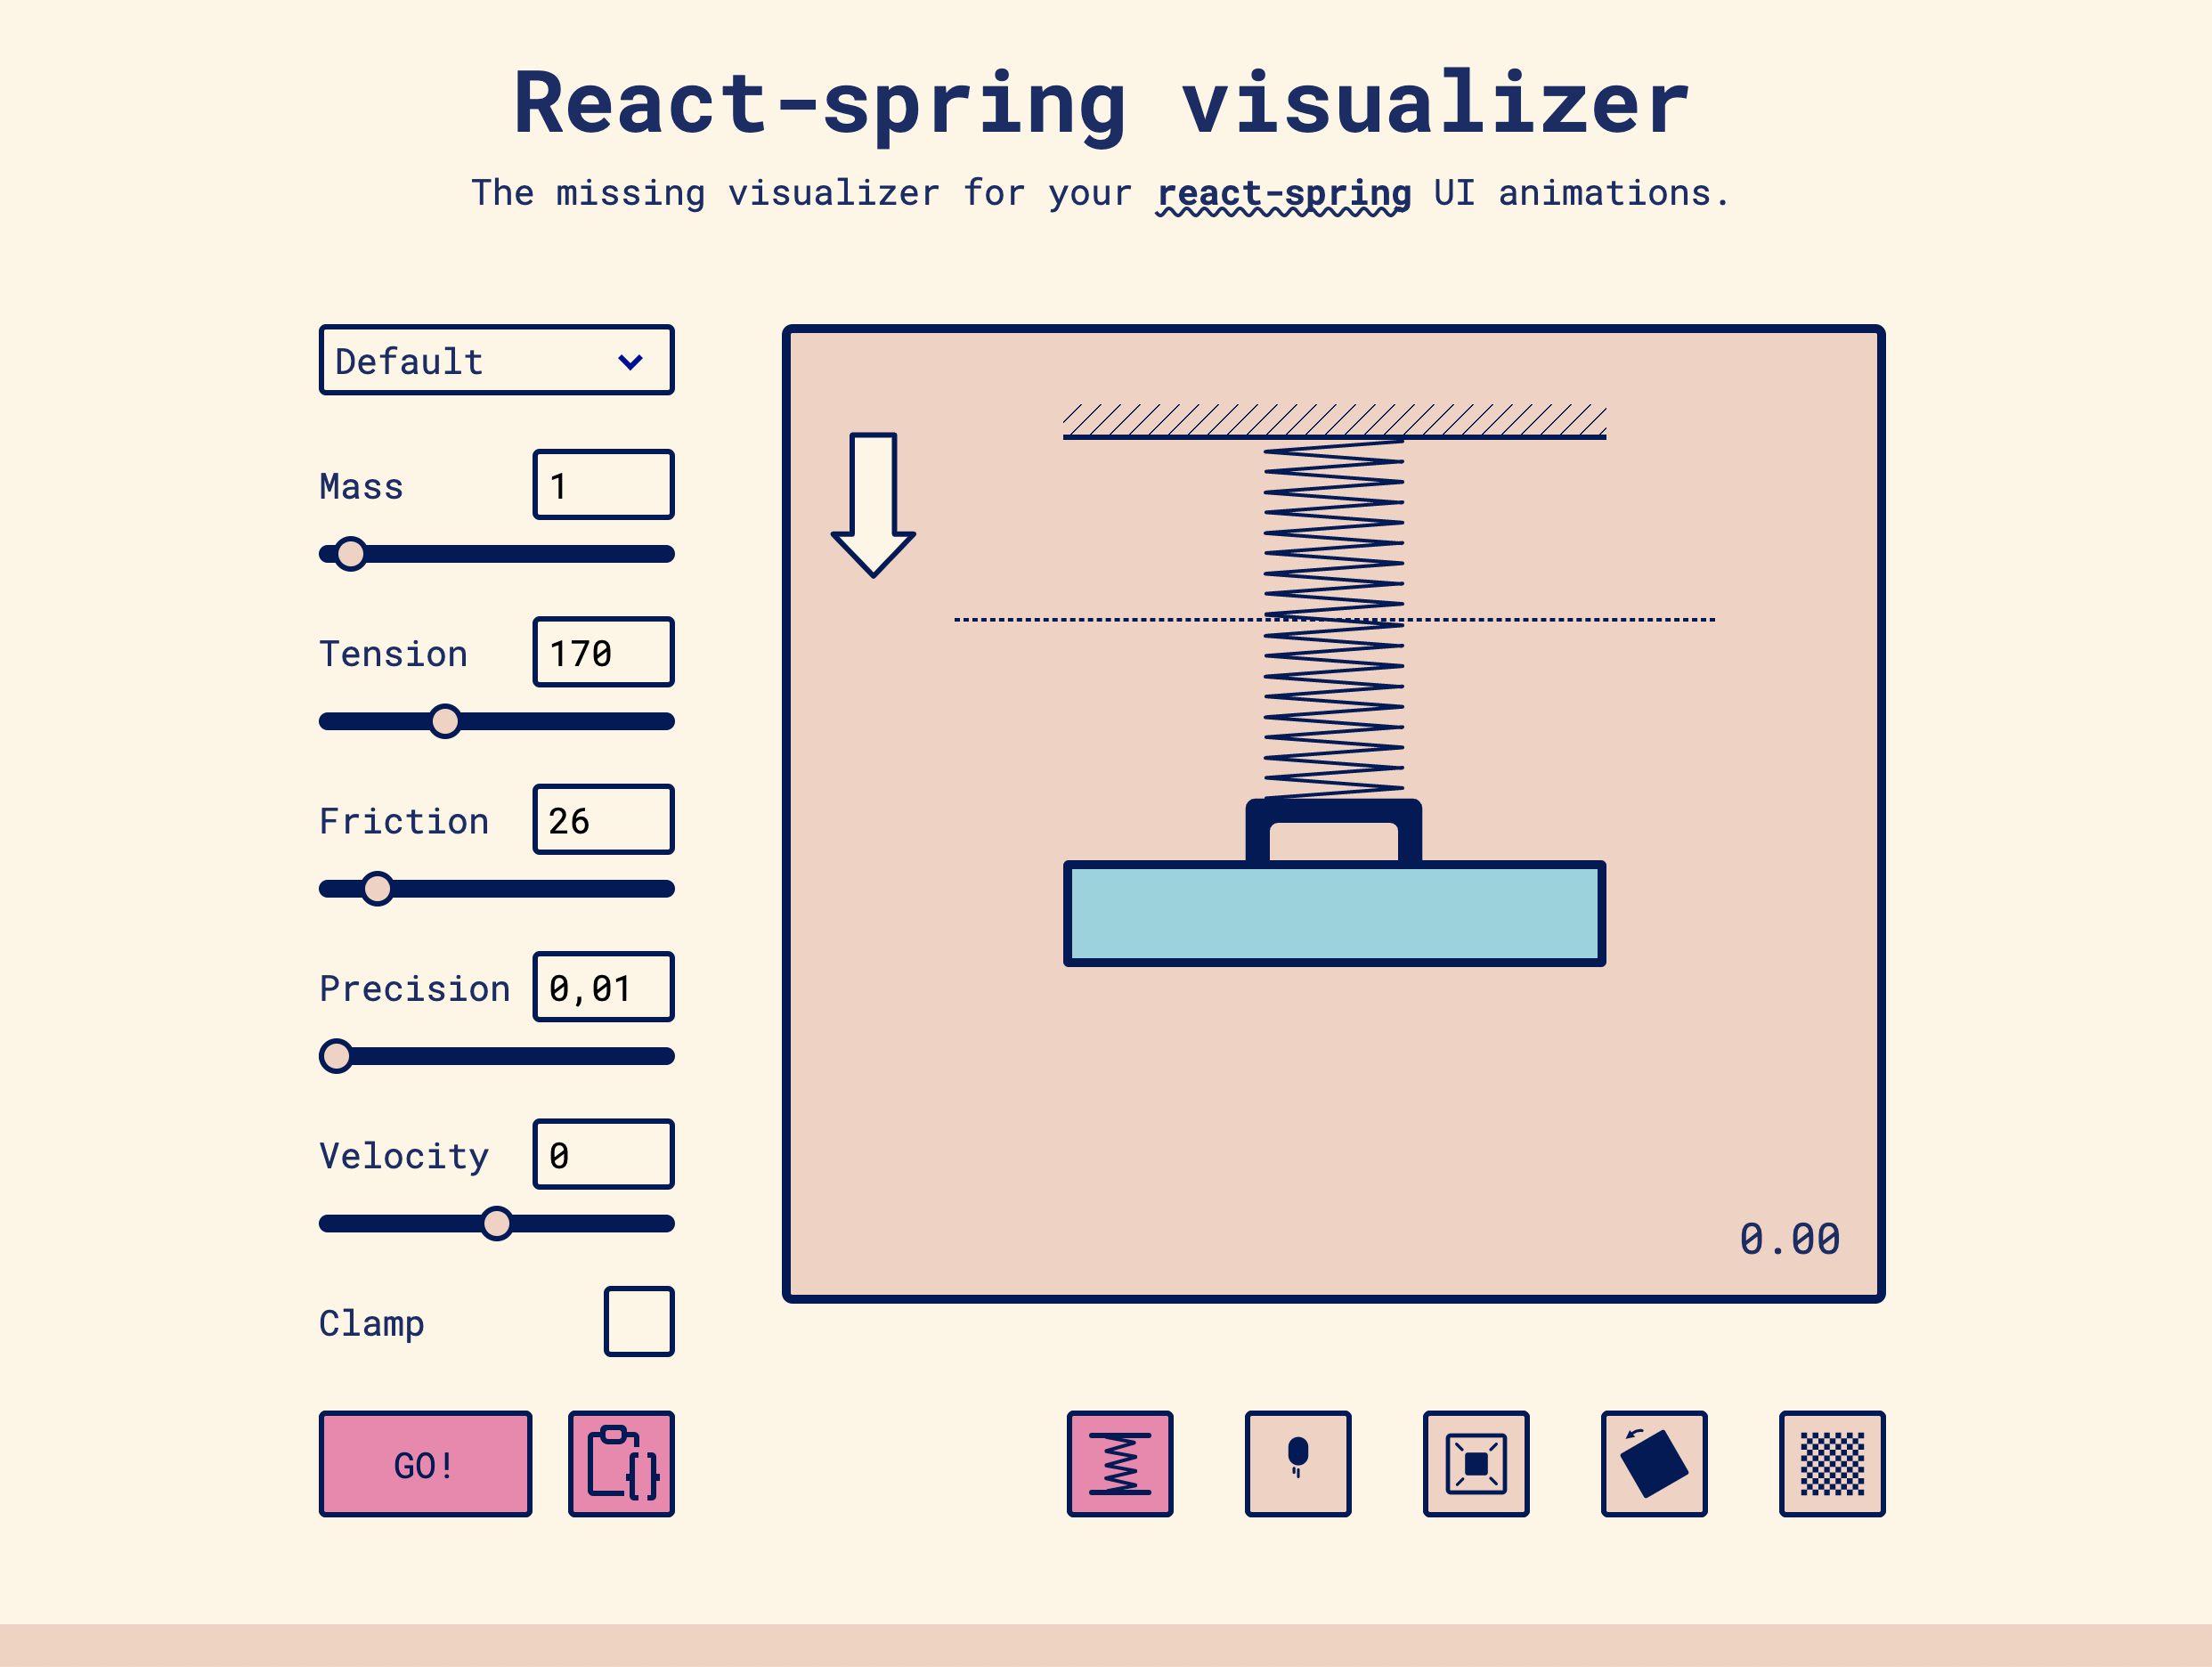 React-spring visualizer
The missing visualizer for your react-spring UI animations.
Default
Mass 1
Tension 170
Friction 26
Precision 0,01
Velocity 0
Clamp
GO!
0.00